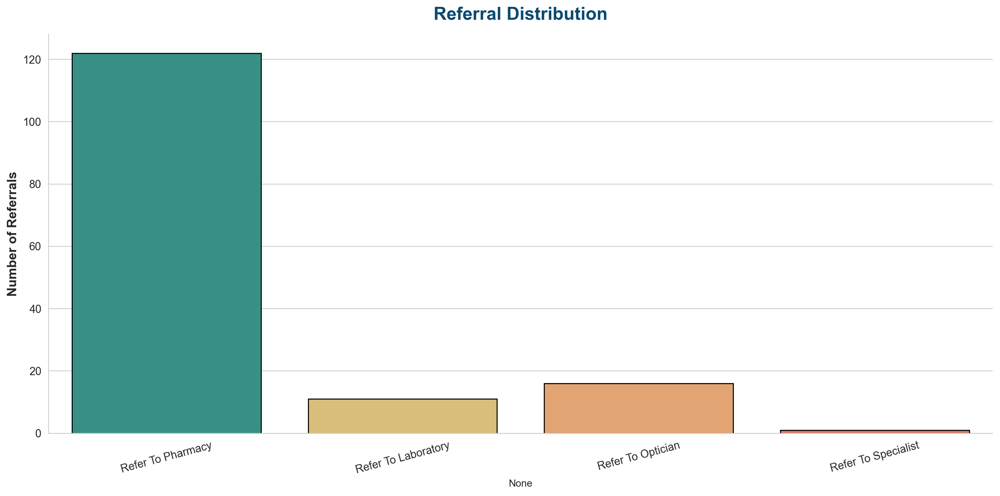 Referral Distribution
Number of Referrals
120
100
80
60
40
20
0
Refer To Pharmacy
Refer To Laboratory
Refer To Optician
Refer To Specialist
None